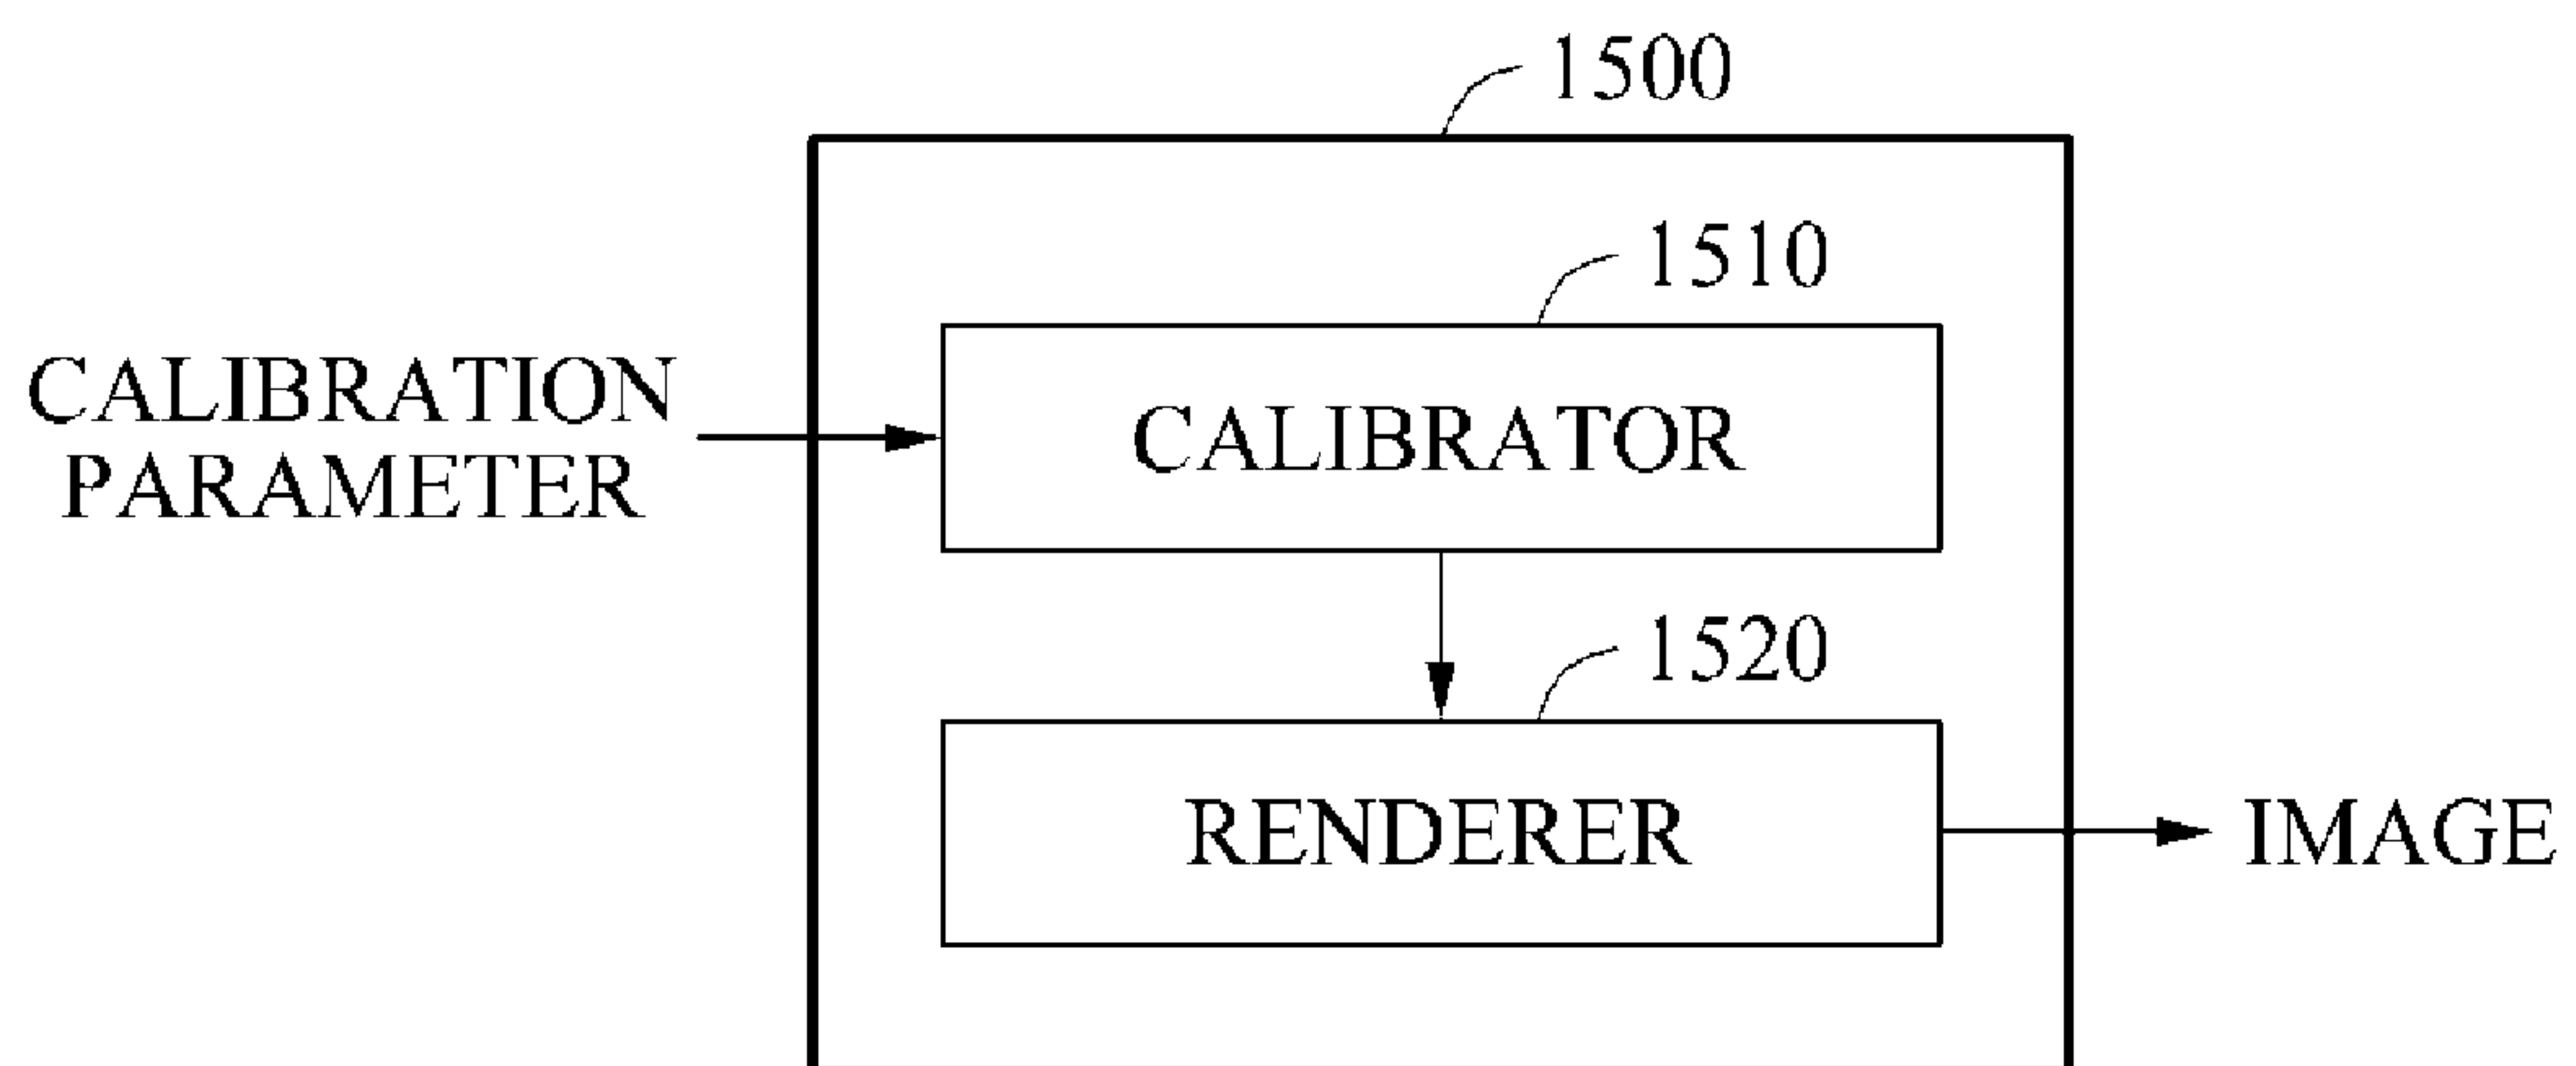 1500
1510
CALIBRATION
PARAMETER
CALIBRATOR
1520
RENDERER
IMAGE